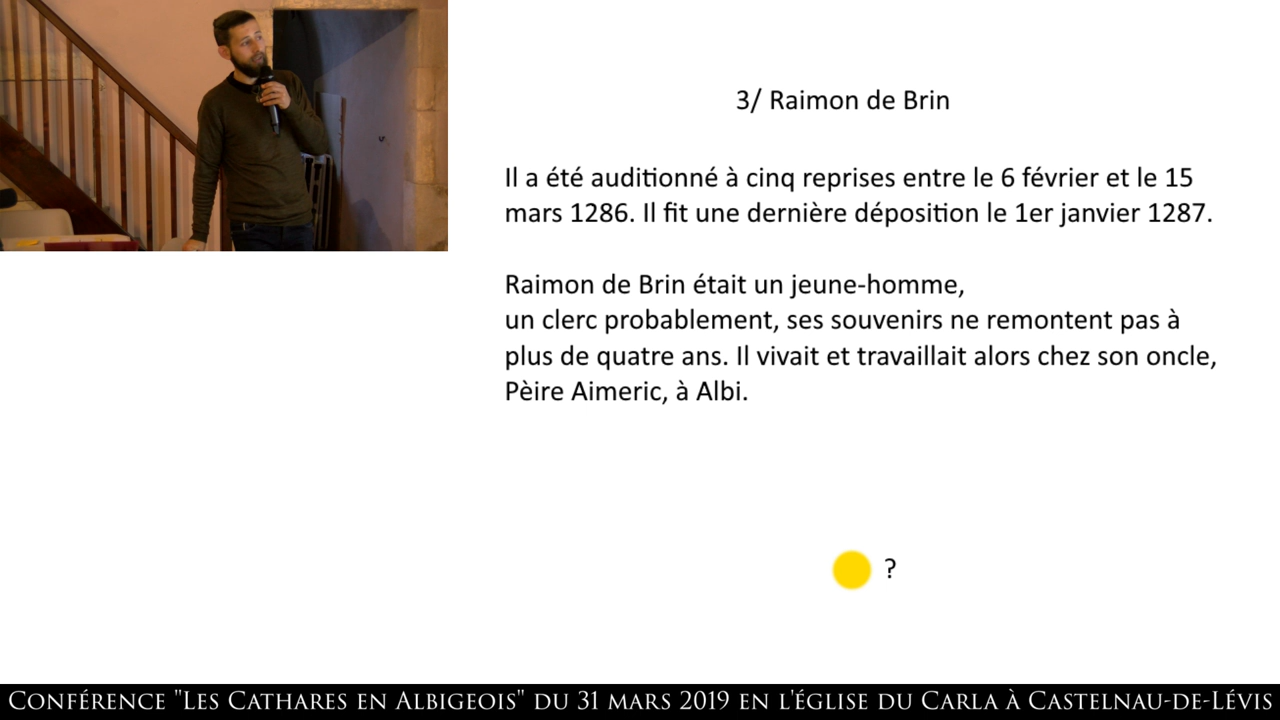 3/ Raimon de Brin
Il a été auditionné à cinq reprises entre le 6 février et le 15
mars 1286. Il fit une dernière déposition le 1er janvier 1287.
Raimon de Brin était un jeune-homme,
un clerc probablement, ses souvenirs ne remontent pas à
plus de quatre ans. Il vivait et travaillait alors chez son oncle,
Pèire Aimeric, à Albi.
?
Conférence "Les Cathares en Albigeois" du 31 mars 2019 en l'église du Carla à Castelnau-de-Lévis